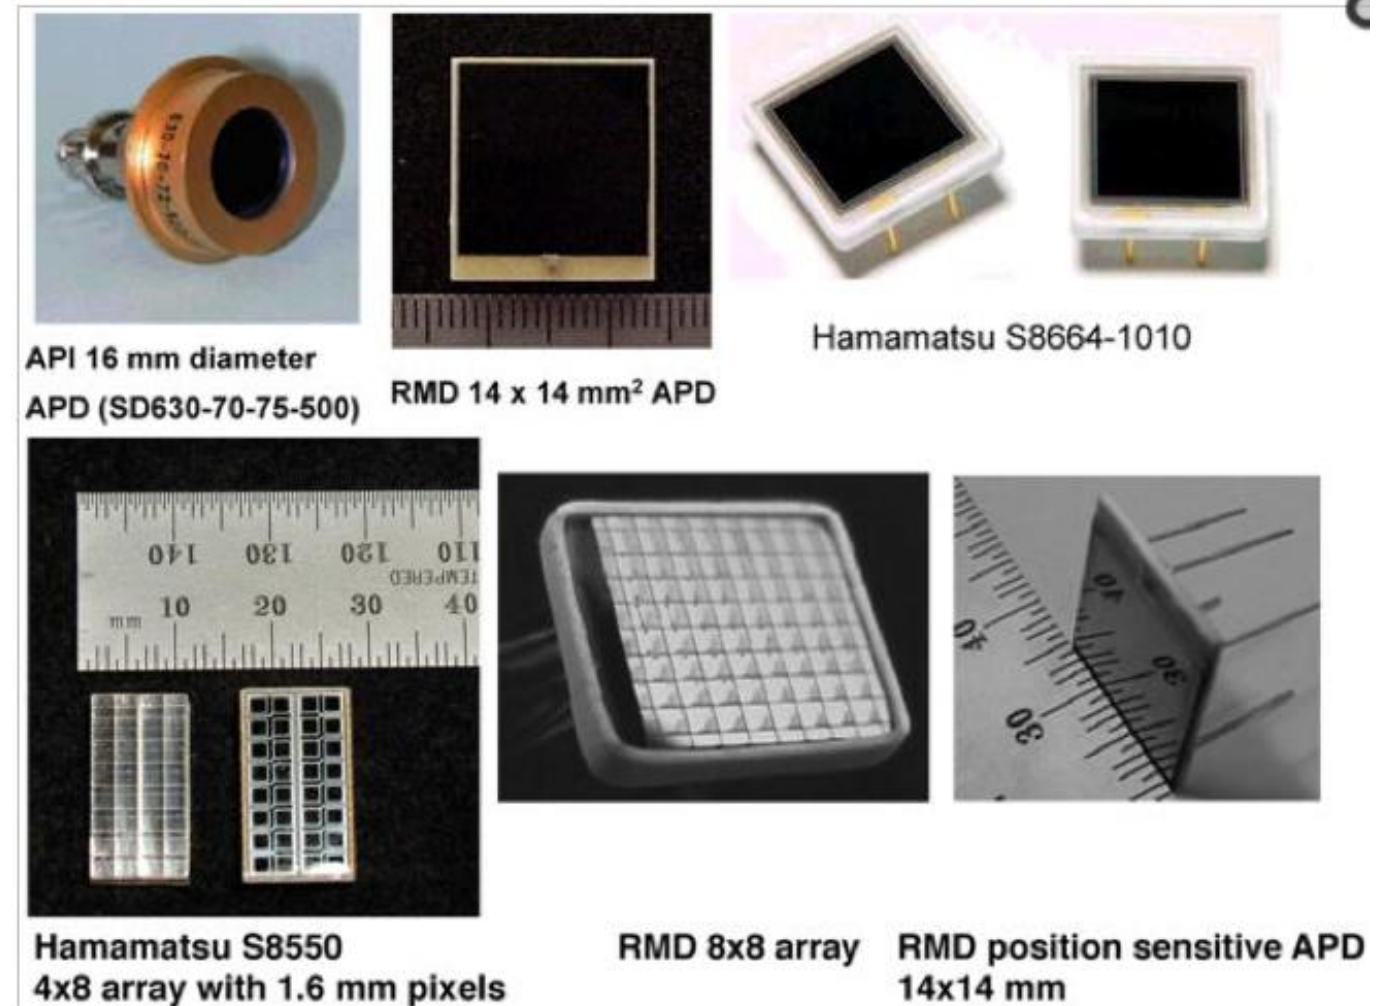 API 16 mm diameter
APD (SD630-70-75-500)
RMD 14 x 14 mm² APD
Hamamatsu S8664-1010
140 130 120 110
TEMPERED
mm 10 20 30 40
40
30
40
30
Hamamatsu S8550
4x8 array with 1.6 mm pixels
RMD 8x8 array
RMD position sensitive APD
14x14 mm